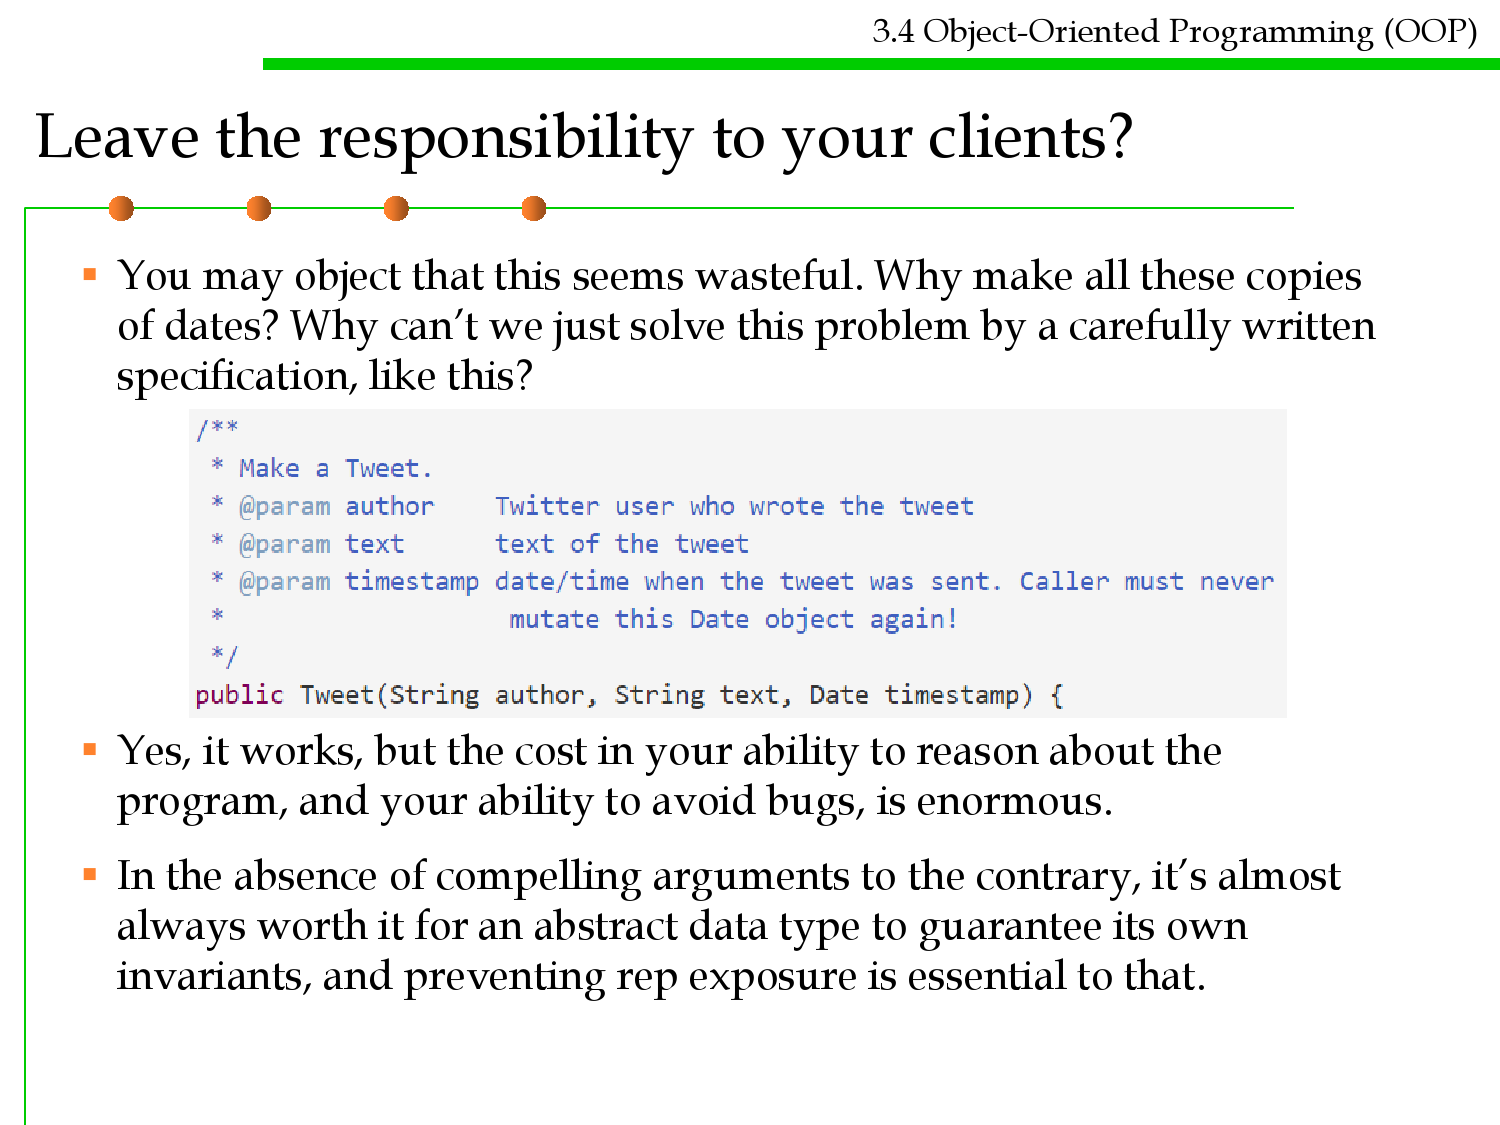 3.4 Object-Oriented Programming (OOP)
Leave the responsibility to your clients?
▪ You may object that this seems wasteful. Why make all these copies
of dates? Why can’t we just solve this problem by a carefully written
specification, like this?
/**
 * Make a Tweet.
 * @param author    Twitter user who wrote the tweet
 * @param text      text of the tweet
 * @param timestamp date/time when the tweet was sent. Caller must never
 *                   mutate this Date object again!
 */
public Tweet(String author, String text, Date timestamp) {
▪ Yes, it works, but the cost in your ability to reason about the
program, and your ability to avoid bugs, is enormous.
▪ In the absence of compelling arguments to the contrary, it’s almost
always worth it for an abstract data type to guarantee its own
invariants, and preventing rep exposure is essential to that.